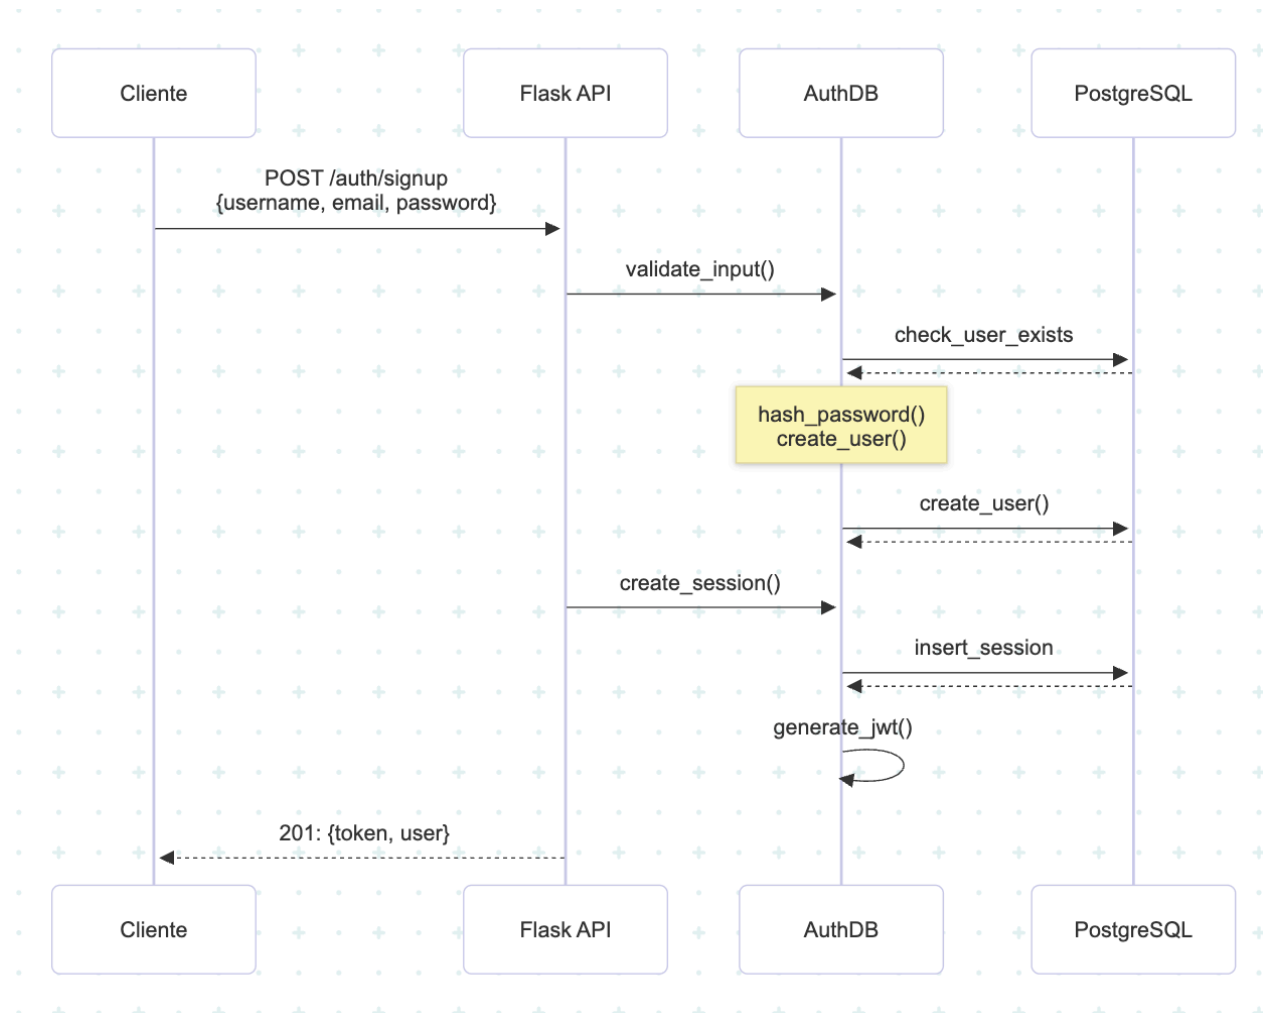 Cliente
Flask API
AuthDB
PostgreSQL
POST /auth/signup
{username, email, password}
validate_input()
check_user_exists
hash_password()
create_user()
create_user()
create_session()
insert_session
generate_jwt()
201: {token, user}
Cliente
Flask API
AuthDB
PostgreSQL